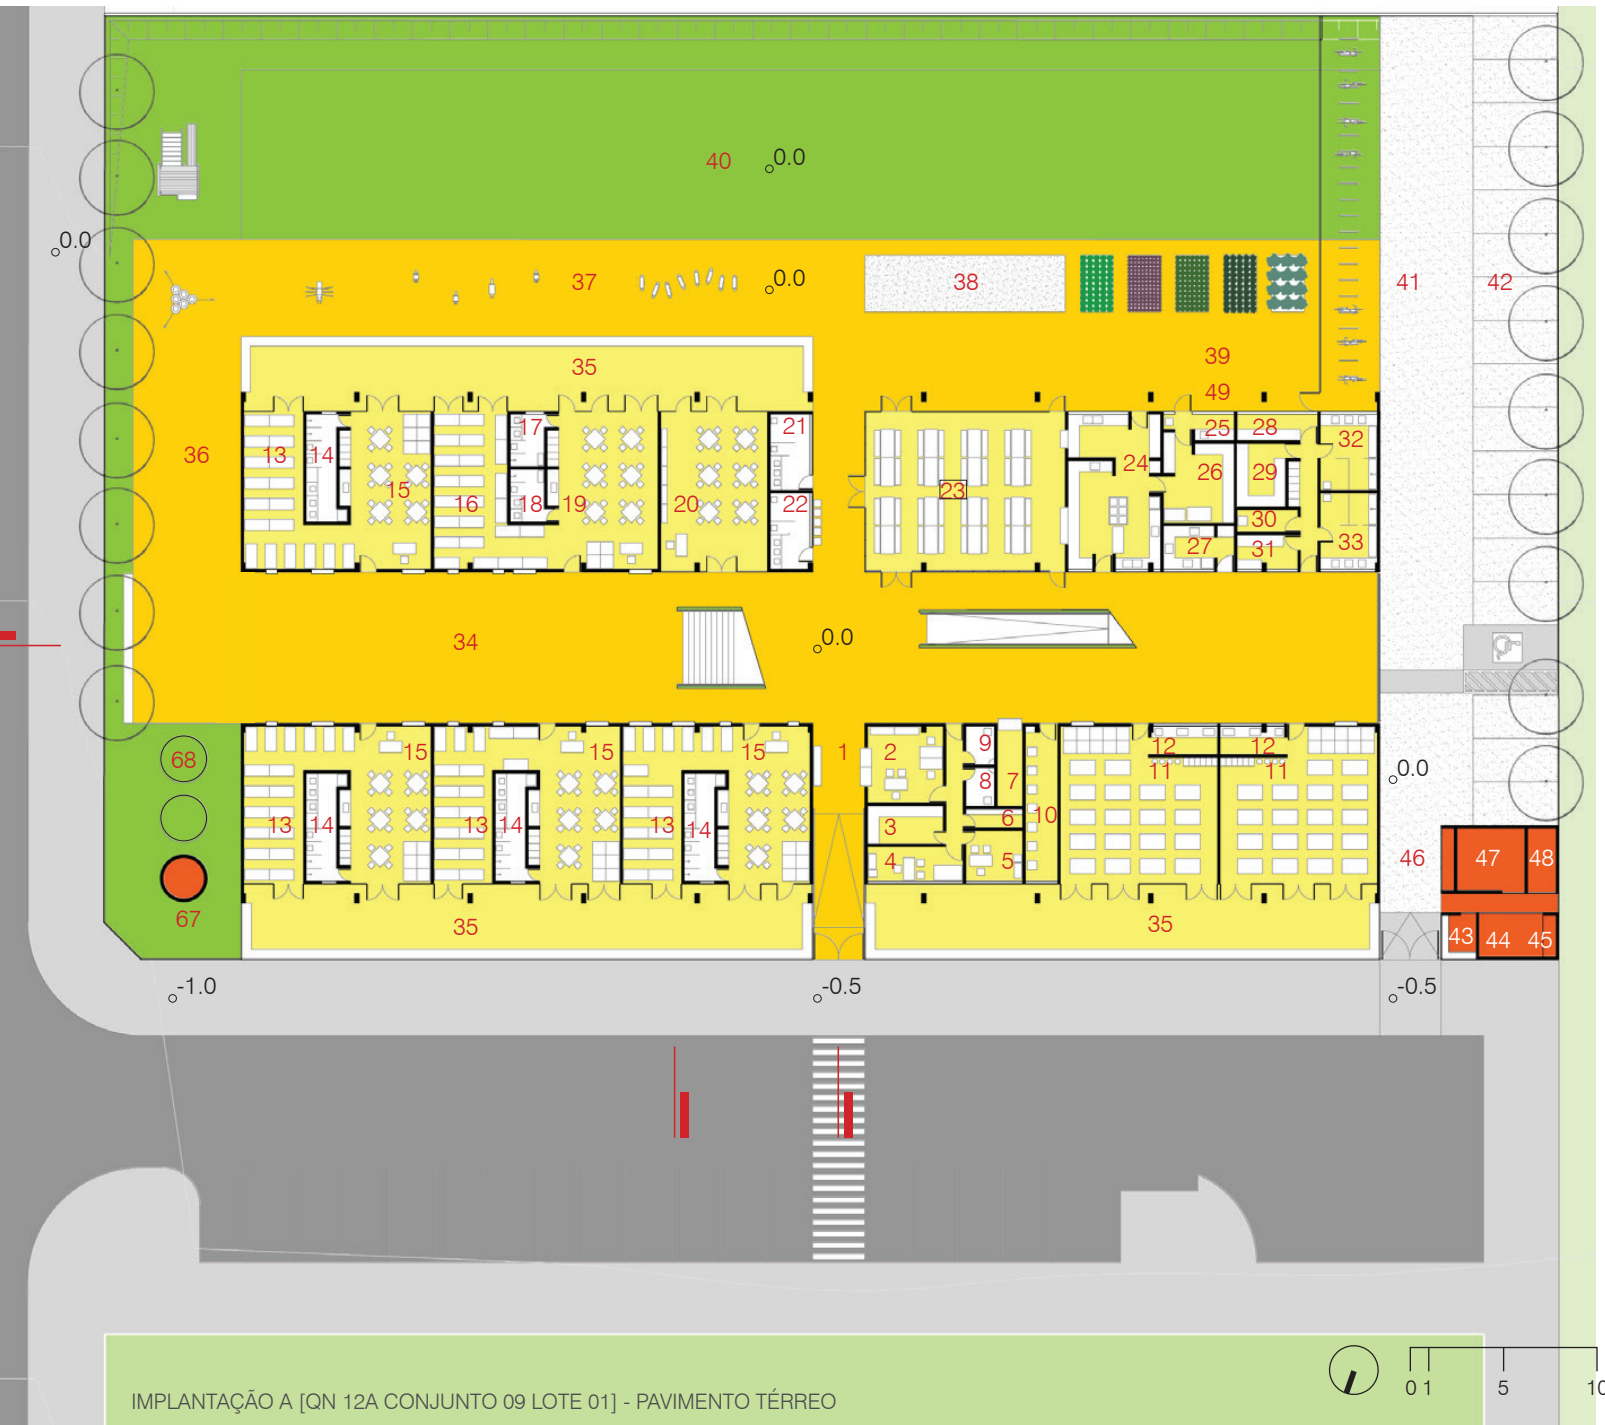 40 0.0
0.0
37 0.0 38 41 42
35 39
49
36 13 14 15 16 17 18 19 20 21 22 23 24 25 26 27 28 29 30 31 32 33
34 0.0
68 15 15 15 1 2 9 8 7 12 12 0.0
11 11
13 14 13 14 13 14 3 6 10
4 5 46 47 48
67 35 35 43 44 45
-1.0 -0.5 -0.5
0 1 5 10
IMPLANTAÇÃO A [QN 12A CONJUNTO 09 LOTE 01] - PAVIMENTO TÉRREO